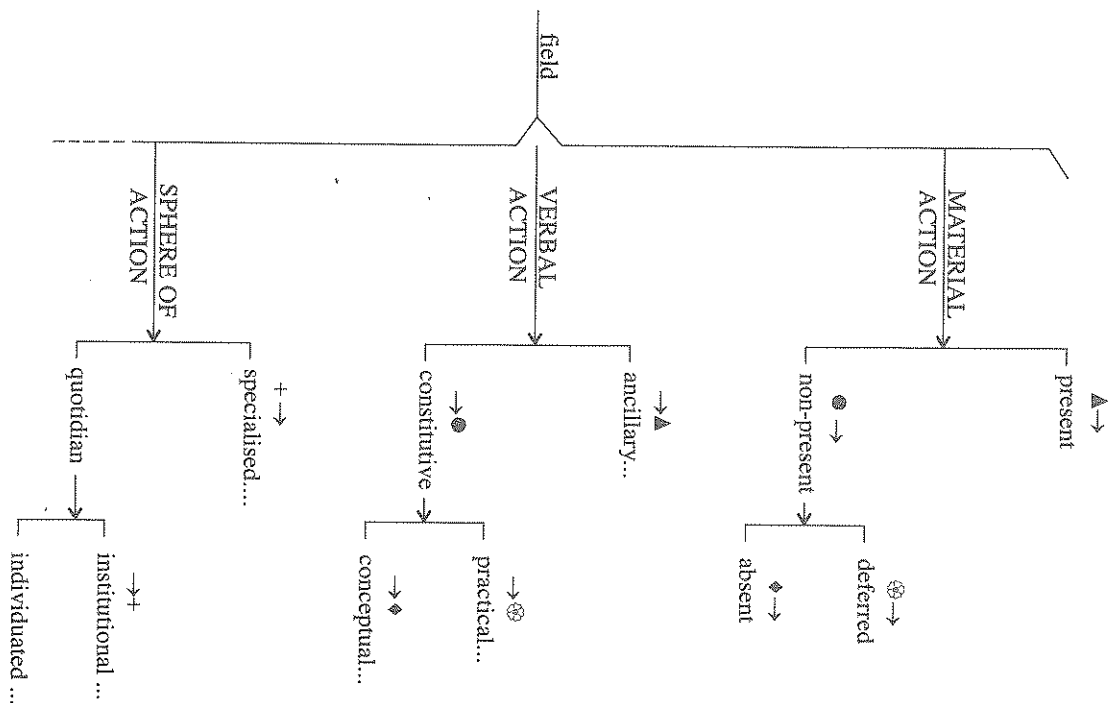 present
MATERIAL
ACTION
deferred
non-present
absent
ancillary...
field
VERBAL
ACTION
practical...
constitutive
conceptual...
specialised....
SPHERE OF
ACTION
institutional ...
quotidian
individuated ...